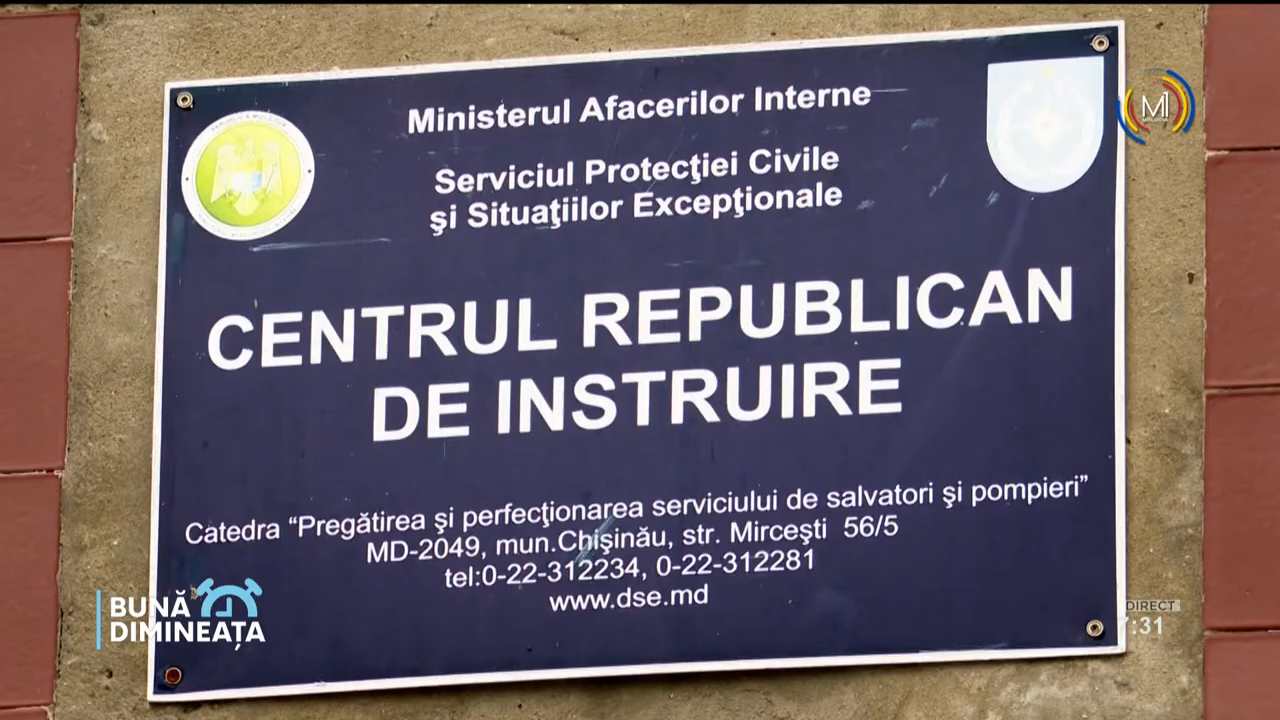 Ministerul Afacerilor Interne
Serviciul Protecţiei Civile
şi Situaţiilor Excepţionale
CENTRUL REPUBLICAN
DE INSTRUIRE
Catedra “Pregătirea şi perfecţionarea serviciului de salvatori şi pompieri”
MD-2049, mun.Chişinău, str. Mirceşti 56/5
tel:0-22-312234, 0-22-312281
www.dse.md
M1
MOLDOVA
BUNĂ
DIMINEAȚA
DIRECT
7:31